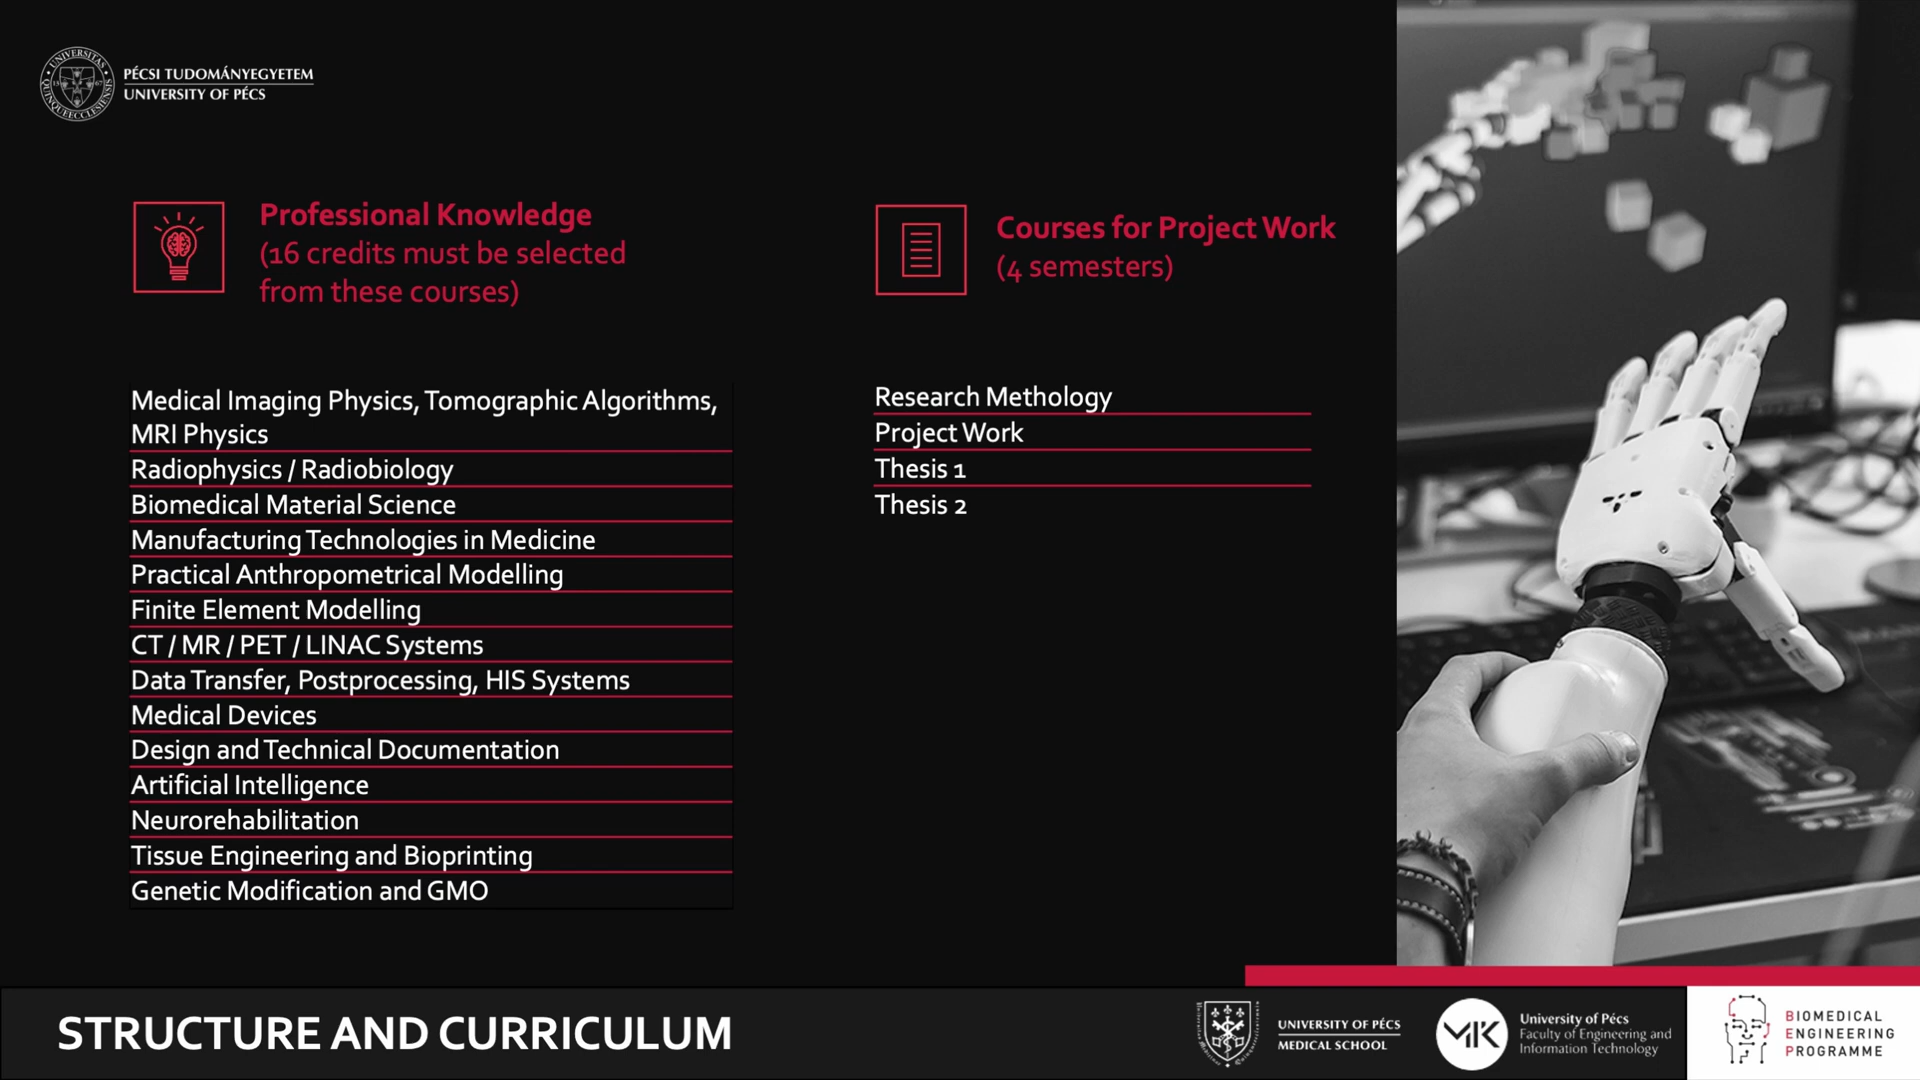 PÉCSI TUDOMÁNYEGYETEM
UNIVERSITY OF PÉCS
Professional Knowledge
(16 credits must be selected
from these courses)
Medical Imaging Physics, Tomographic Algorithms,
MRI Physics
Radiophysics / Radiobiology
Biomedical Material Science
Manufacturing Technologies in Medicine
Practical Anthropometrical Modelling
Finite Element Modelling
CT / MR / PET / LINAC Systems
Data Transfer, Postprocessing, HIS Systems
Medical Devices
Design and Technical Documentation
Artificial Intelligence
Neurorehabilitation
Tissue Engineering and Bioprinting
Genetic Modification and GMO
Courses for Project Work
(4 semesters)
Research Methology
Project Work
Thesis 1
Thesis 2
STRUCTURE AND CURRICULUM
UNIVERSITY OF PÉCS
MEDICAL SCHOOL
MIK
University of Pécs
Faculty of Engineering and
Information Technology
BIOMEDICAL
ENGINEERING
PROGRAMME